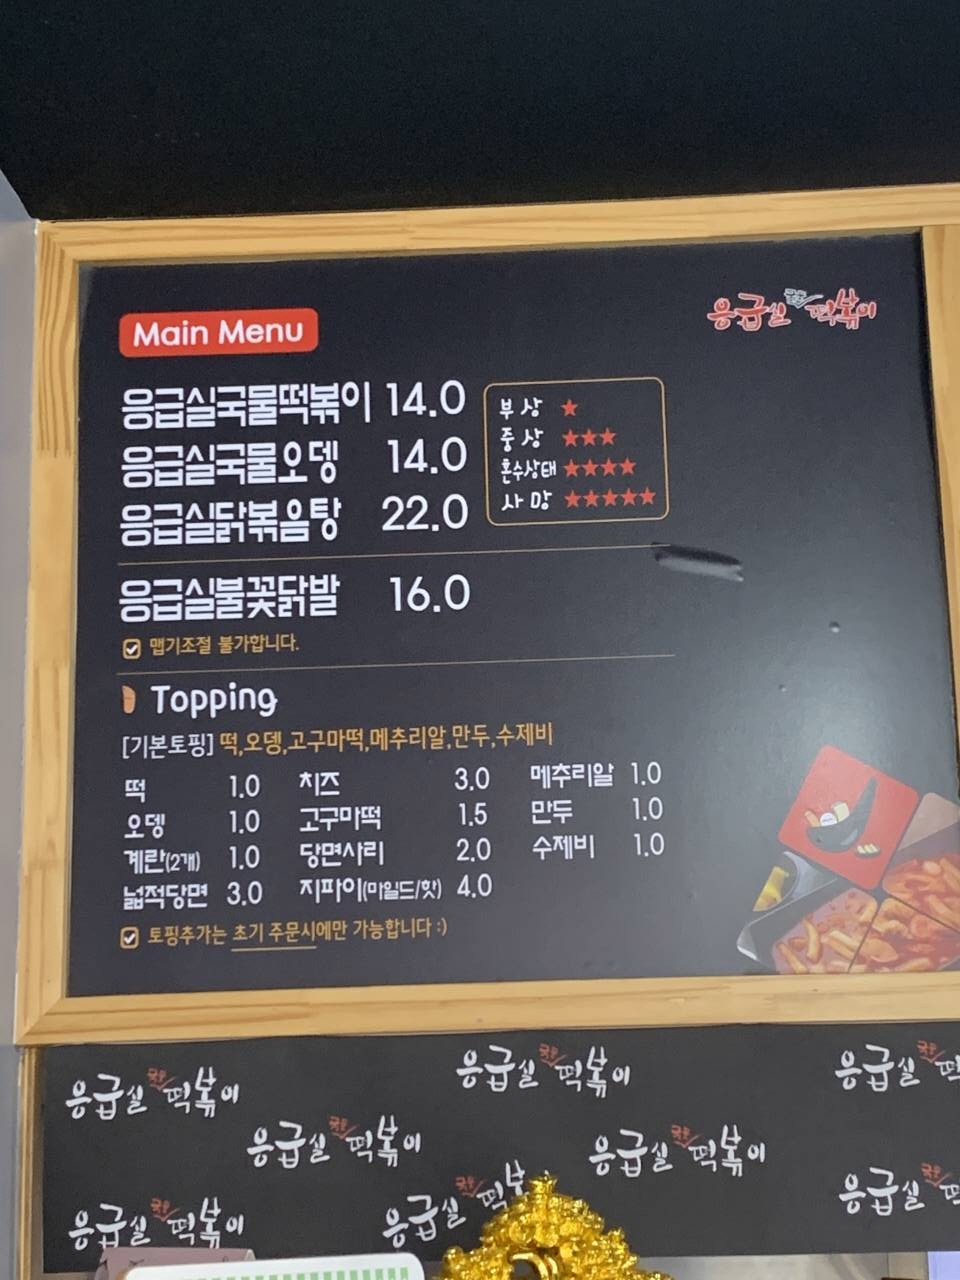 Main Menu
응급실국물떡볶이 14.0
응급실국물오뎅 14.0
응급실닭볶음탕 22.0
부상 ★
중상 ★★★
혼수상태 ★★★★
사망 ★★★★★
응급실불꽃닭발 16.0
맵기조절 불가합니다.
Topping
[기본토핑] 떡,오뎅,고구마떡,메추리알,만두,수제비
떡 1.0 치즈 3.0 메추리알 1.0
오뎅 1.0 고구마떡 1.5 만두 1.0
계란(2개) 1.0 당면사리 2.0 수제비 1.0
넓적당면 3.0 지파이(마일드/핫) 4.0
토핑추가는 초기 주문시에만 가능합니다 :)
응급실 국물 떡볶이
응급실 국물 떡볶이
응급실 국물 떡볶이
응급실 국물 떡
응급실 국물 떡볶이
응급실 국물 떡볶이
응급실 국물 떡볶이
응급실 국물 떡볶
응급실 국물 떡